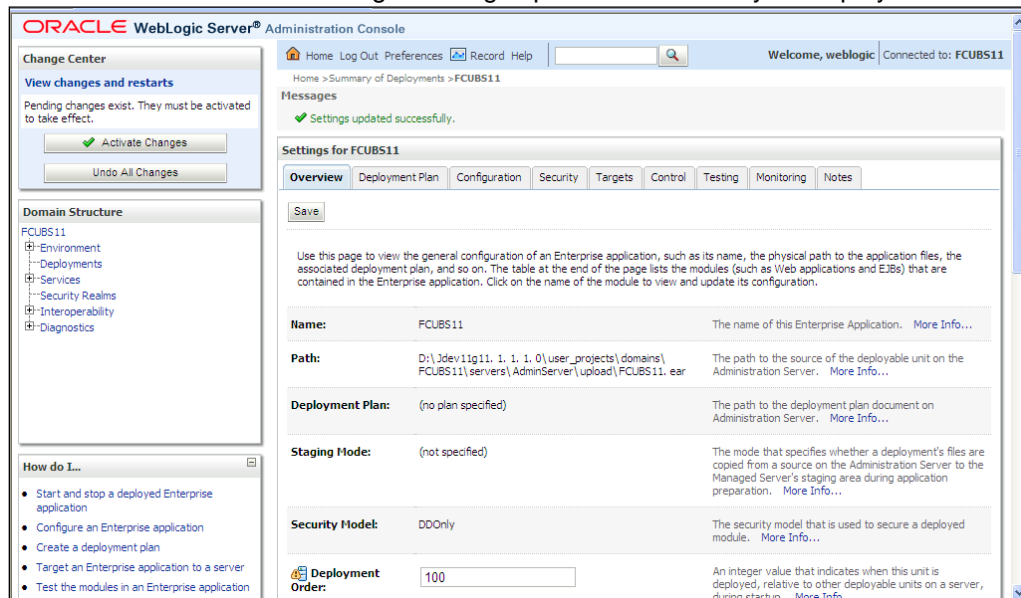 ORACLE WebLogic Server® Administration Console
Change Center
View changes and restarts
Pending changes exist. They must be activated
to take effect.
Activate Changes
Undo All Changes
Domain Structure
FCUBS11
Environment
Deployments
Services
Security Realms
Interoperability
Diagnostics
How do I...
Start and stop a deployed Enterprise
application
Configure an Enterprise application
Create a deployment plan
Target an Enterprise application to a server
Test the modules in an Enterprise application
Home Log Out Preferences Record Help
Welcome, weblogic Connected to: FCUBS11
Home >Summary of Deployments >FCUBS11
Messages
Settings updated successfully.
Settings for FCUBS11
Overview Deployment Plan Configuration Security Targets Control Testing Monitoring Notes
Save
Use this page to view the general configuration of an Enterprise application, such as its name, the physical path to the application files, the
associated deployment plan, and so on. The table at the end of the page lists the modules (such as Web applications and EJBs) that are
contained in the Enterprise application. Click on the name of the module to view and update its configuration.
Name: FCUBS11 The name of this Enterprise Application. More Info...
Path: D:\Jdev11g11. 1. 1. 1. 0\user_projects\domains\ The path to the source of the deployable unit on the
FCUBS11\servers\AdminServer\upload\FCUBS11. ear Administration Server. More Info...
Deployment Plan: (no plan specified) The path to the deployment plan document on
Administration Server. More Info...
Staging Mode: (not specified) The mode that specifies whether a deployment's files are
copied from a source on the Administration Server to the
Managed Server's staging area during application
preparation. More Info...
Security Model: DDOnly The security model that is used to secure a deployed
module. More Info...
Deployment 100 An integer value that indicates when this unit is
Order: deployed, relative to other deployable units on a server,
during startup. More Info